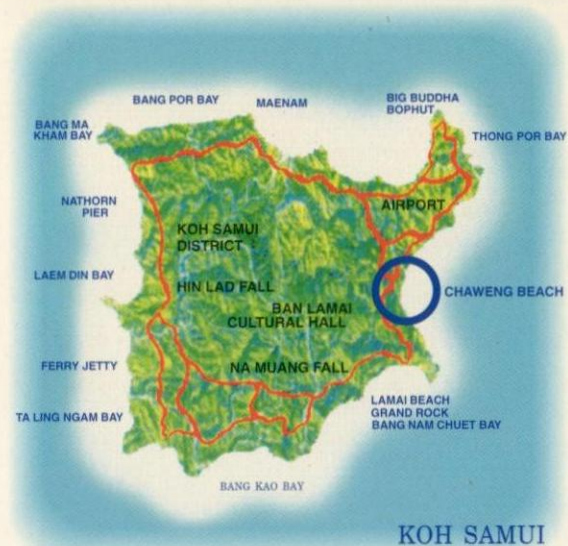 BANG POR BAY
MAENAM
BIG BUDDHA
BOPHUT
BANG MA
KHAM BAY
THONG POR BAY
NATHORN
PIER
AIRPORT
KOH SAMUI
DISTRICT
LAEM DIN BAY
HIN LAD FALL
CHAWENG BEACH
BAN LAMAI
CULTURAL HALL
FERRY JETTY
NA MUANG FALL
TA LING NGAM BAY
LAMAI BEACH
GRAND ROCK
BANG NAM CHUET BAY
BANG KAO BAY
KOH SAMUI